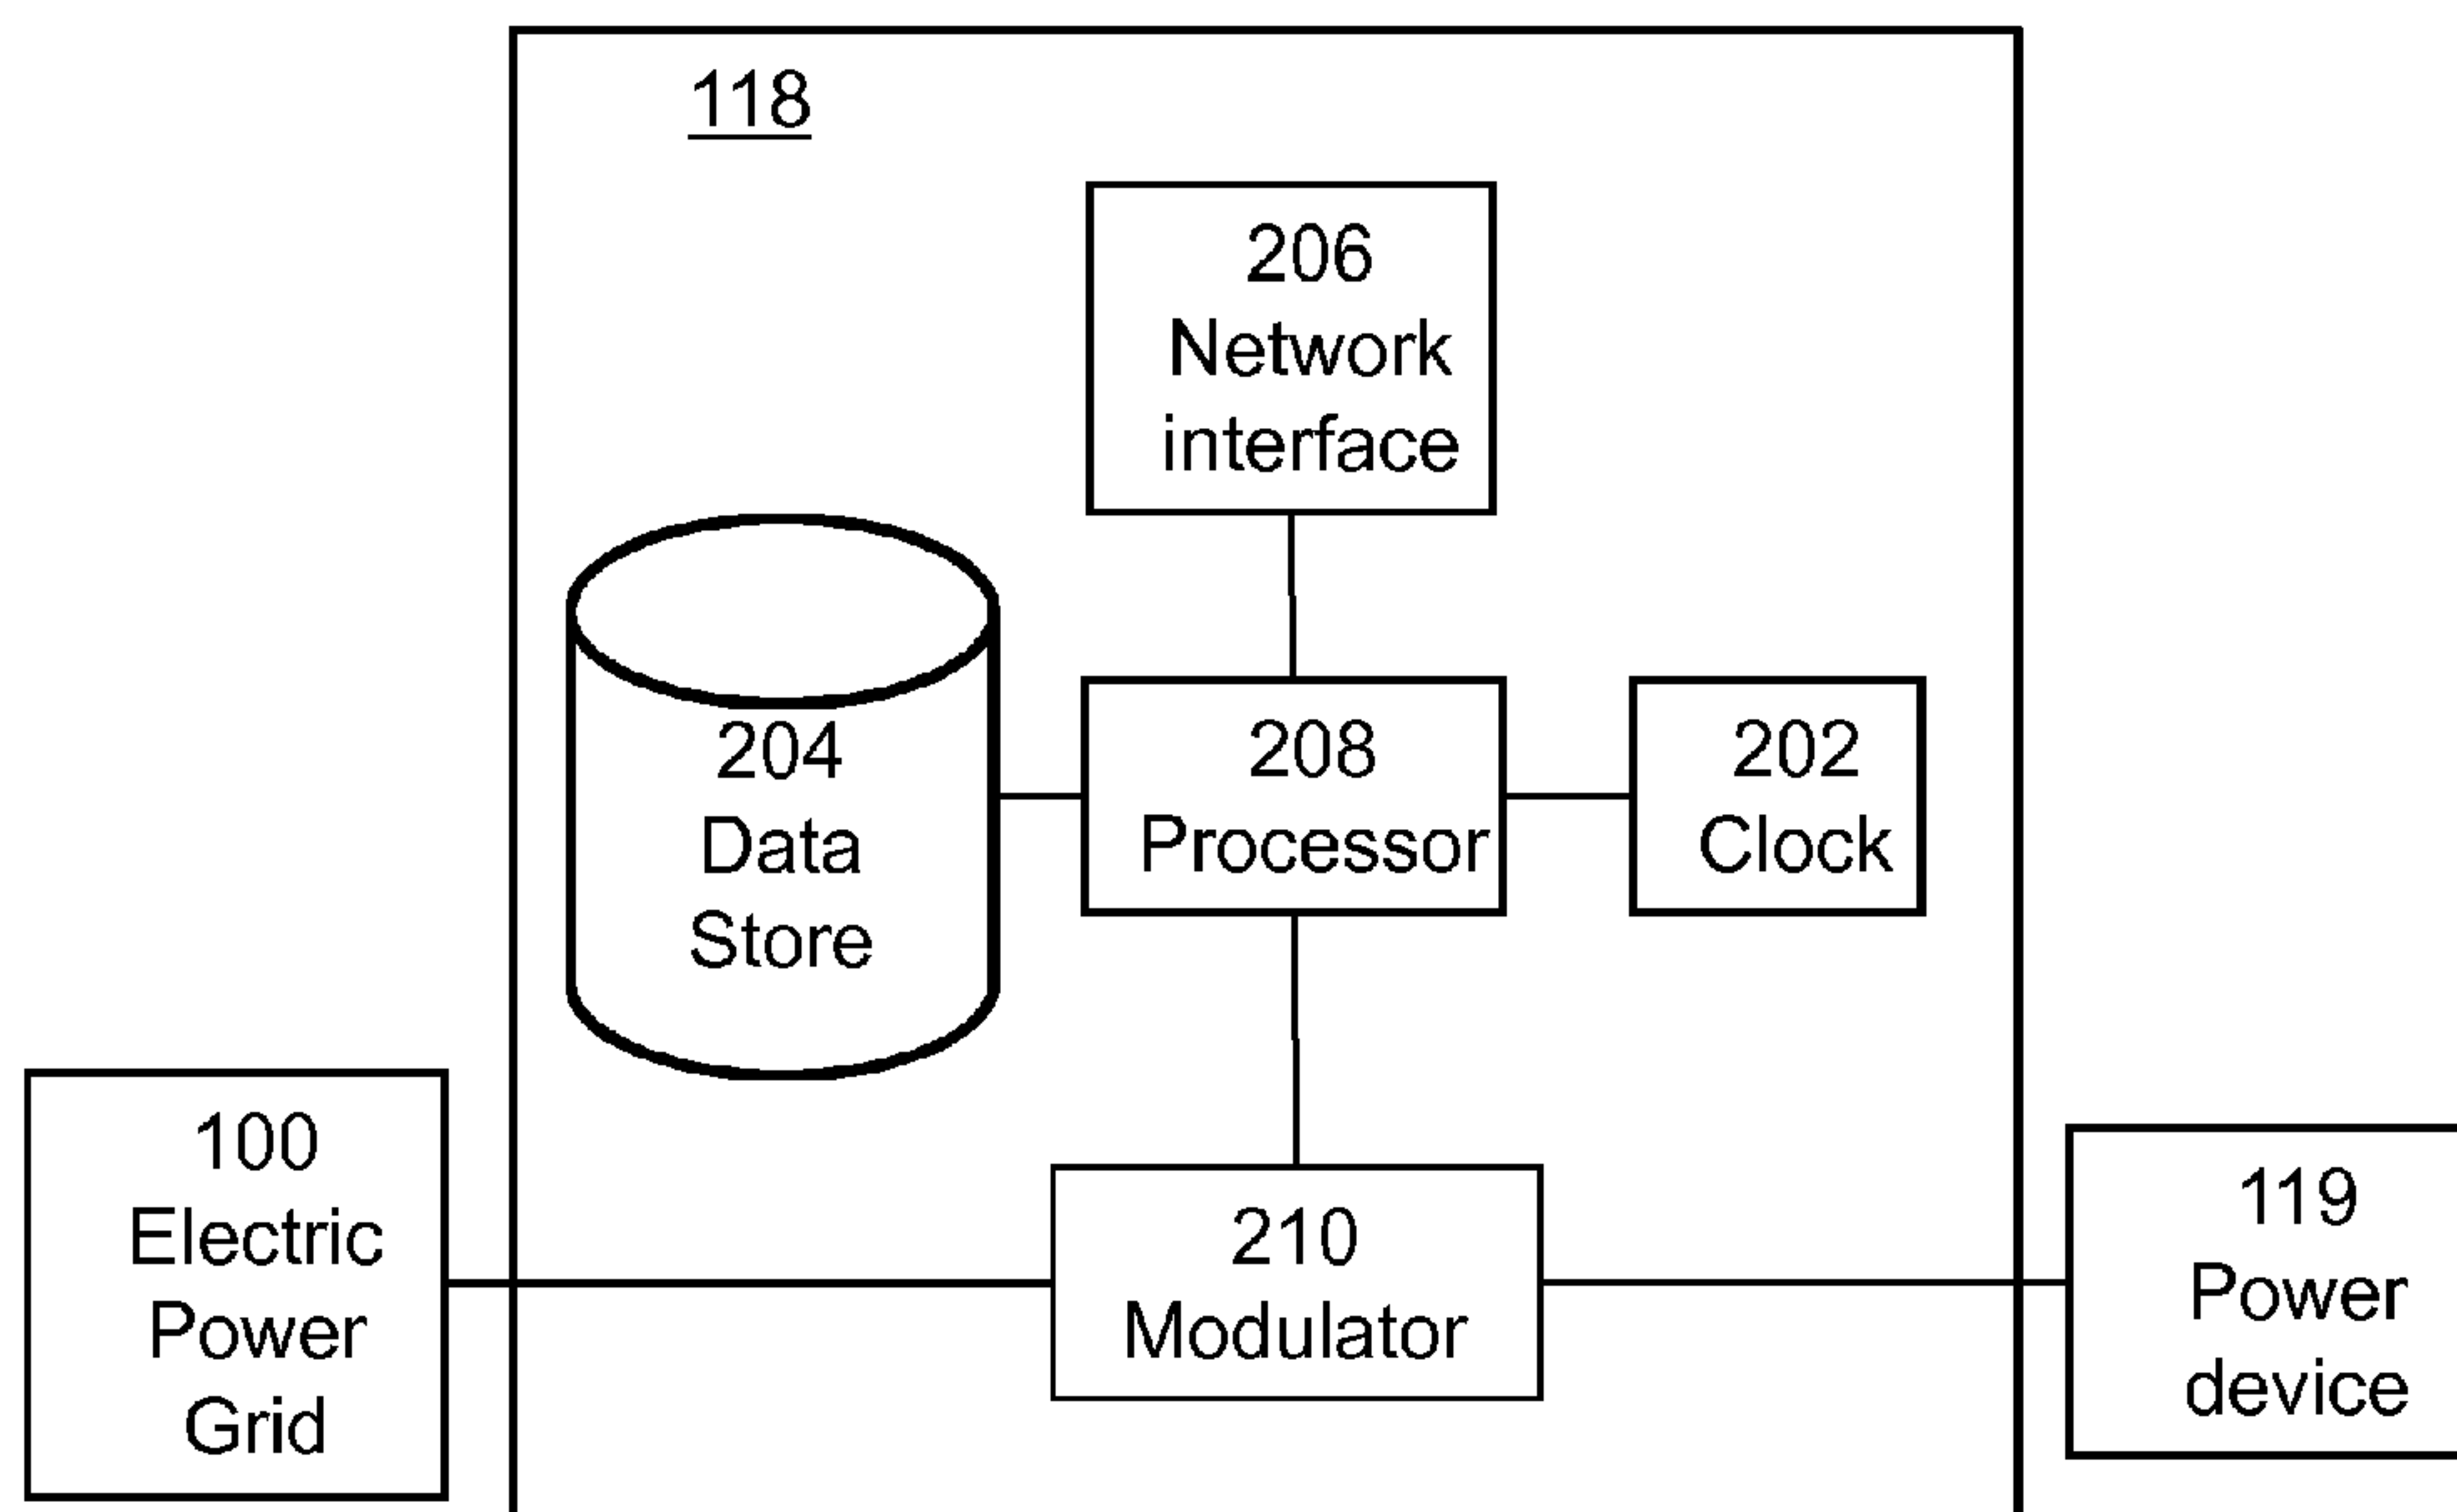 118
206
Network
interface
204
Data
Store
208
Processor
202
Clock
100
Electric
Power
Grid
210
Modulator
119
Power
device